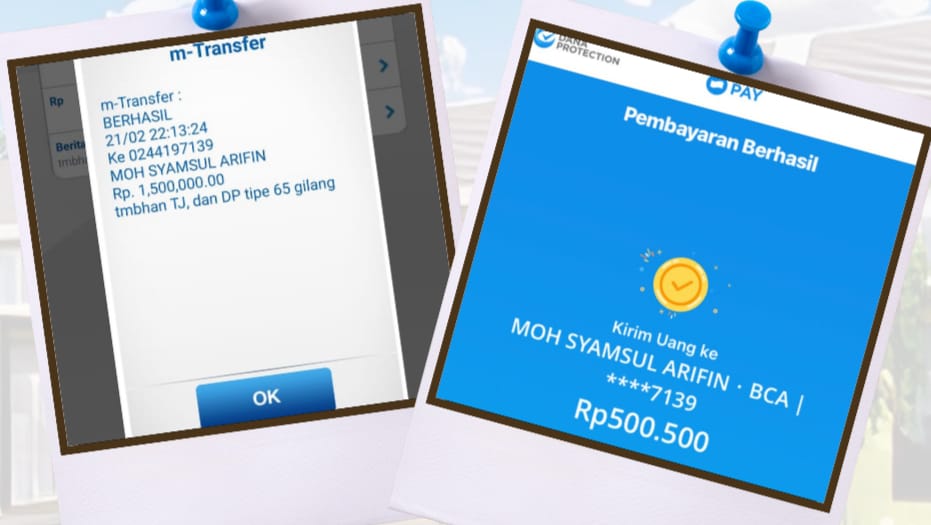 m-Transfer
Rp
Berita
tmbh
m-Transfer :
BERHASIL
21/02 22:13:24
Ke 0244197139
MOH SYAMSUL ARIFIN
Rp. 1,500,000.00
tmbhan TJ, dan DP tipe 65 gilang
OK
DANA
PROTECTION
PAY
Pembayaran Berhasil
Kirim Uang ke
MOH SYAMSUL ARIFIN · BCA |
****7139
Rp500.500